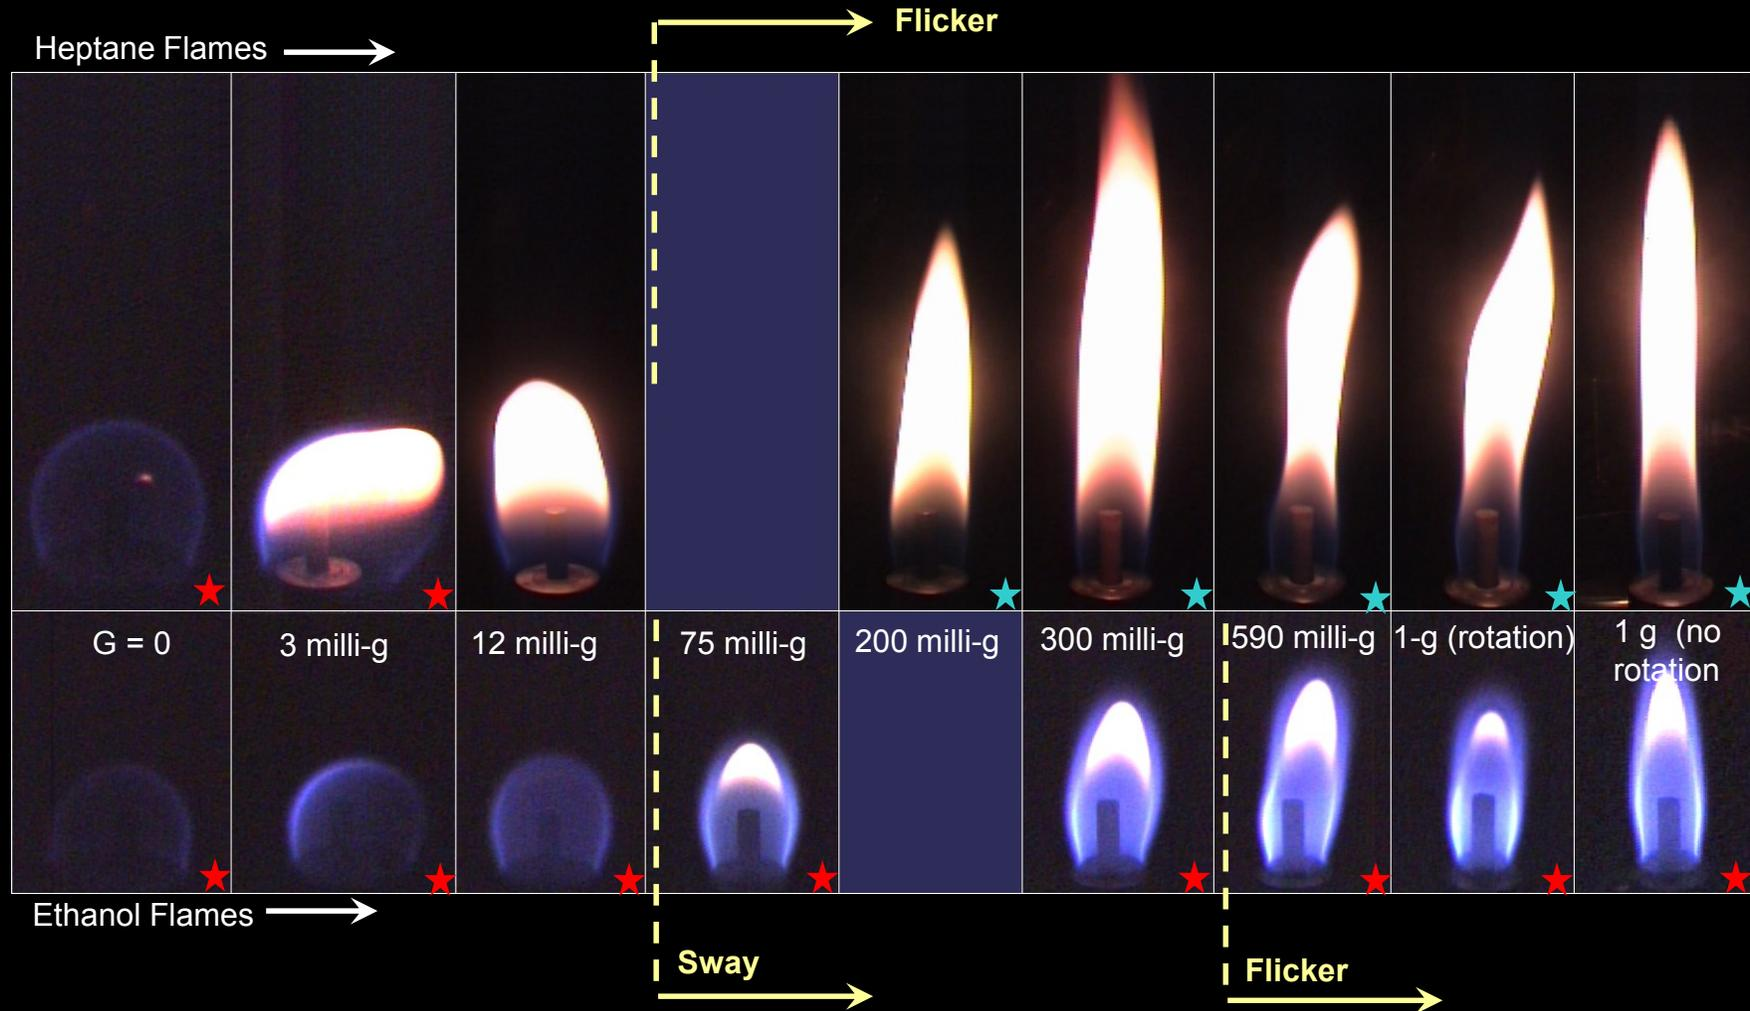 Flicker
Heptane Flames
G = 0
3 milli-g
12 milli-g
75 milli-g
200 milli-g
300 milli-g
590 milli-g
1-g (rotation)
1 g (no
rotation
Ethanol Flames
Sway
Flicker